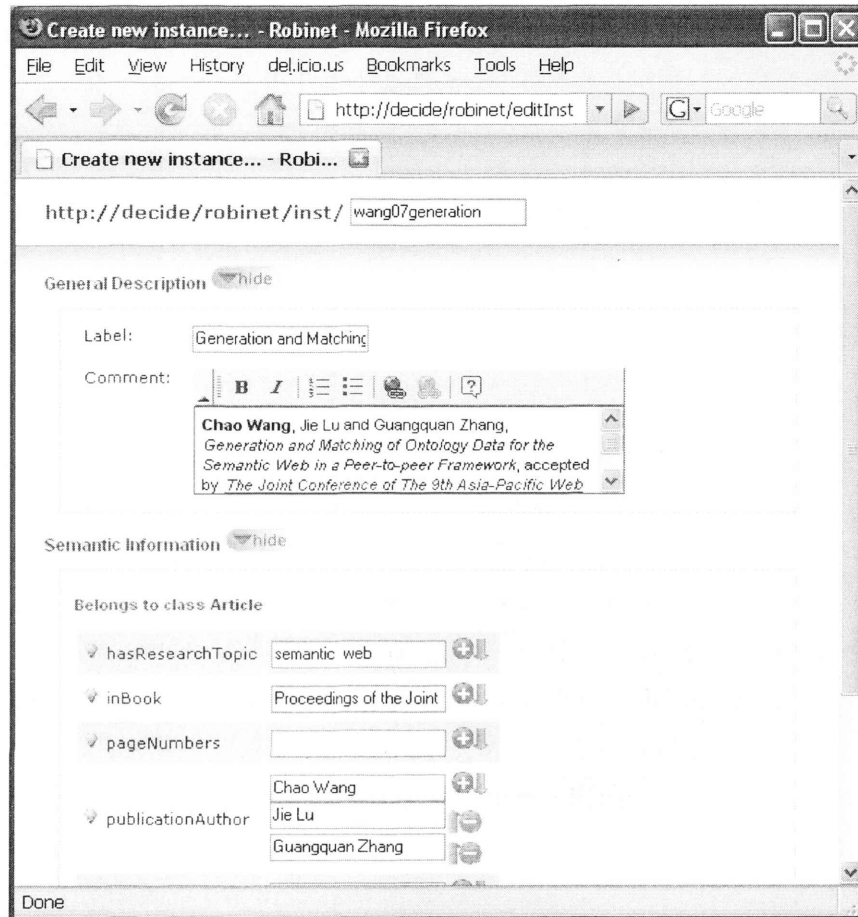 Create new instance... - Robinet - Mozilla Firefox
File Edit View History del.icio.us Bookmarks Tools Help
http://decide/robinet/editInst G Google
Create new instance... - Robi...
http://decide/robinet/inst/ wang07generation
General Description hide
Label: Generation and Matching
Comment: B I
Chao Wang, Jie Lu and Guangquan Zhang,
Generation and Matching of Ontology Data for the
Semantic Web in a Peer-to-peer Framework, accepted
by The Joint Conference of The 9th Asia-Pacific Web
Semantic Information hide
Belongs to class Article
hasResearchTopic semantic web
inBook Proceedings of the Joint
pageNumbers
Chao Wang
publicationAuthor Jie Lu
Guangquan Zhang
Done